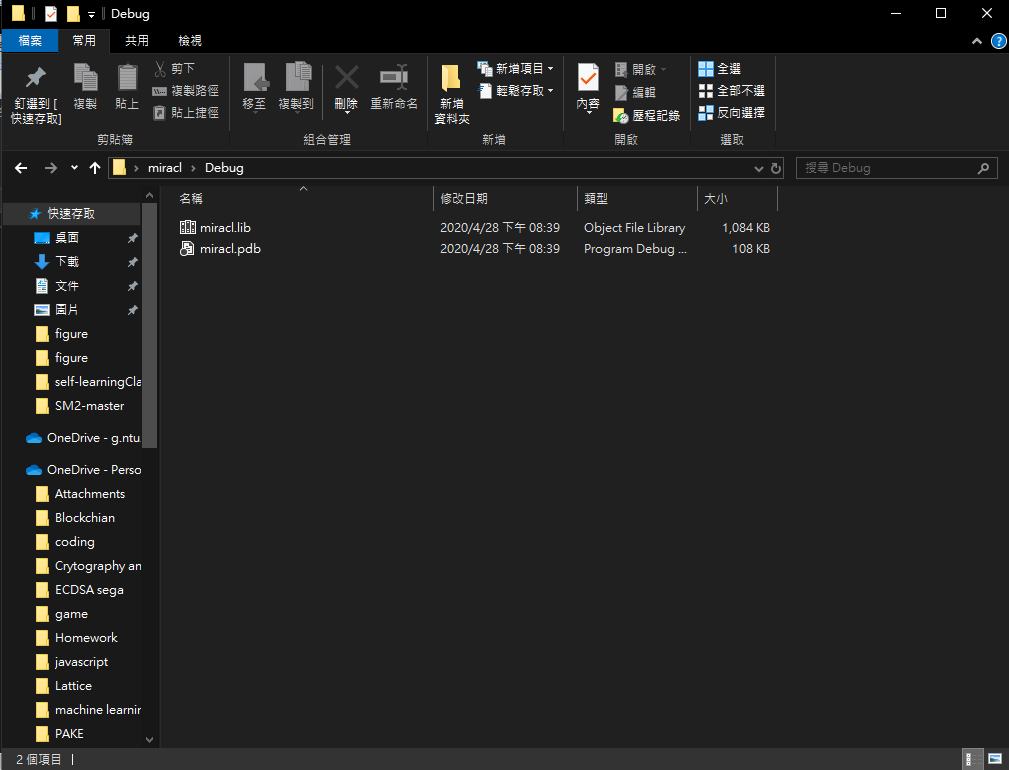 Debug
檔案 常用 共用 檢視
釘選到 [快速存取]
複製
貼上
剪下
複製路徑
貼上捷徑
剪貼簿
移至
複製到
刪除
重新命名
組合管理
新增資料夾
新增項目
輕鬆存取
新增
內容
開啟
編輯
歷程記錄
開啟
全選
全部不選
反向選擇
選取
miracl › Debug
搜尋 Debug
名稱 修改日期 類型 大小
miracl.lib 2020/4/28 下午 08:39 Object File Library 1,084 KB
miracl.pdb 2020/4/28 下午 08:39 Program Debug ... 108 KB
快速存取
桌面
下載
文件
圖片
figure
figure
self-learningCla
SM2-master
OneDrive - g.ntu.
OneDrive - Perso
Attachments
Blockchian
coding
Crytography an
ECDSA sega
game
Homework
javascript
Lattice
machine learnin
PAKE
2 個項目